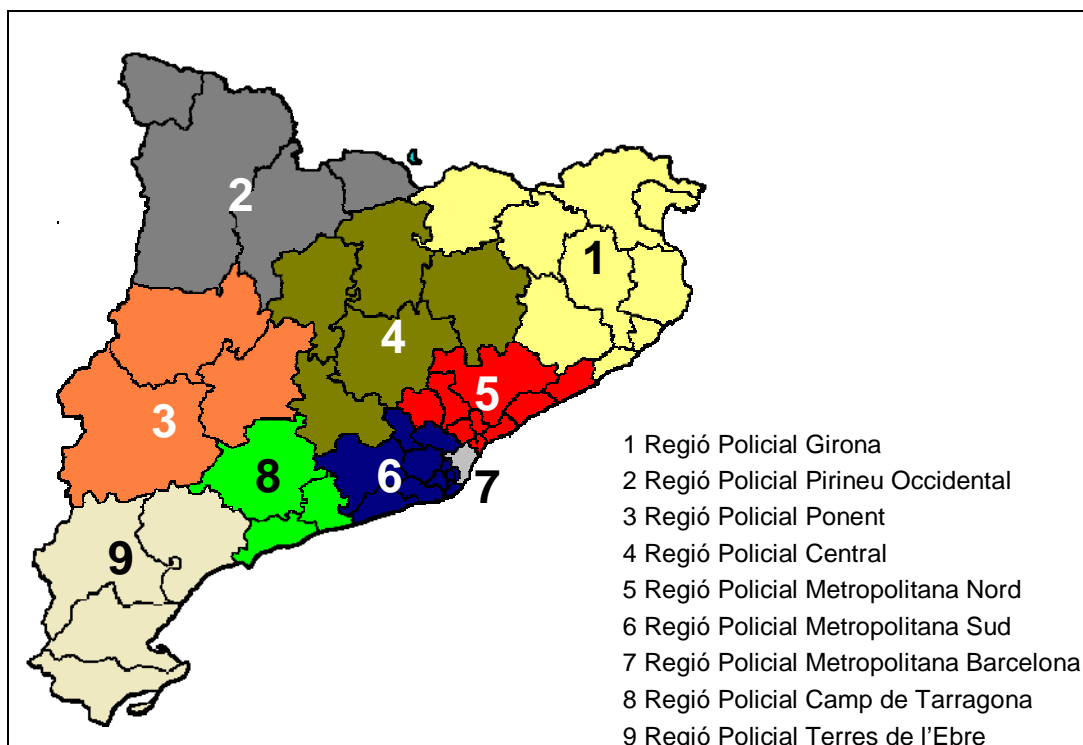 2
1
4
5
3
6
7
8
9
1 Regió Policial Girona
2 Regió Policial Pirineu Occidental
3 Regió Policial Ponent
4 Regió Policial Central
5 Regió Policial Metropolitana Nord
6 Regió Policial Metropolitana Sud
7 Regió Policial Metropolitana Barcelona
8 Regió Policial Camp de Tarragona
9 Regió Policial Terres de l'Ebre